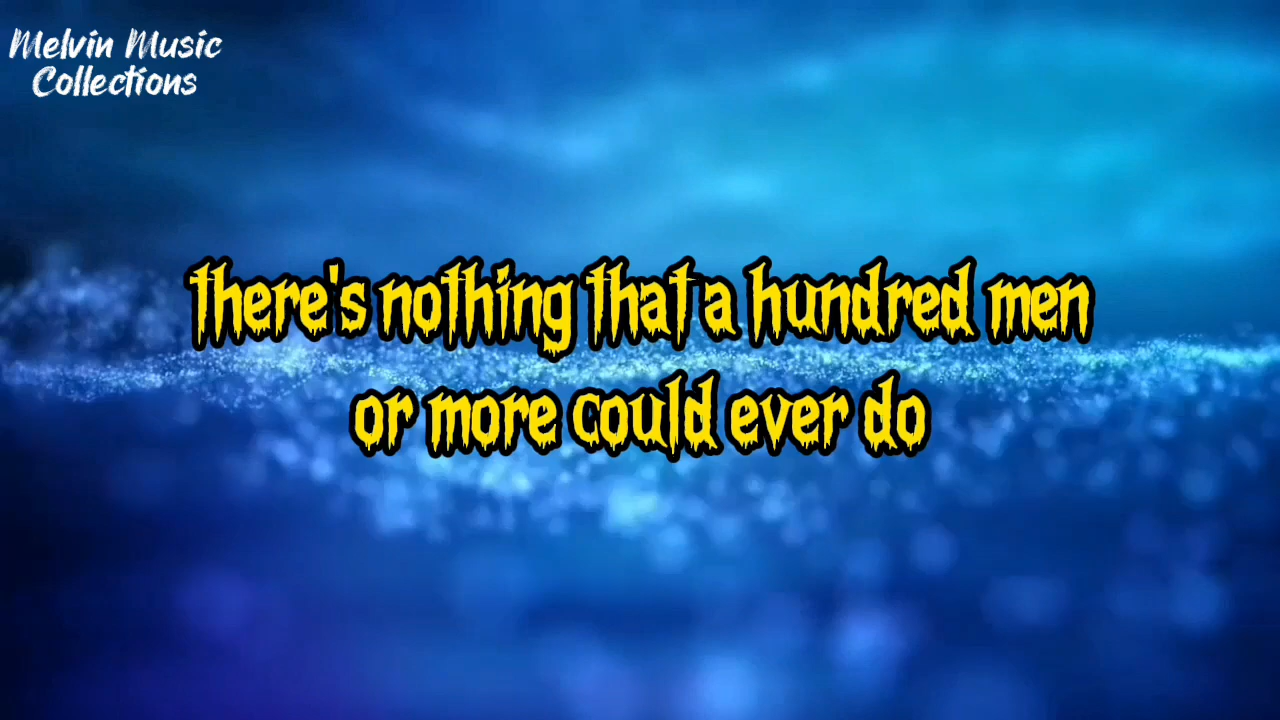 Melvin Music
Collections
there's nothing that a hundred men
or more could ever do